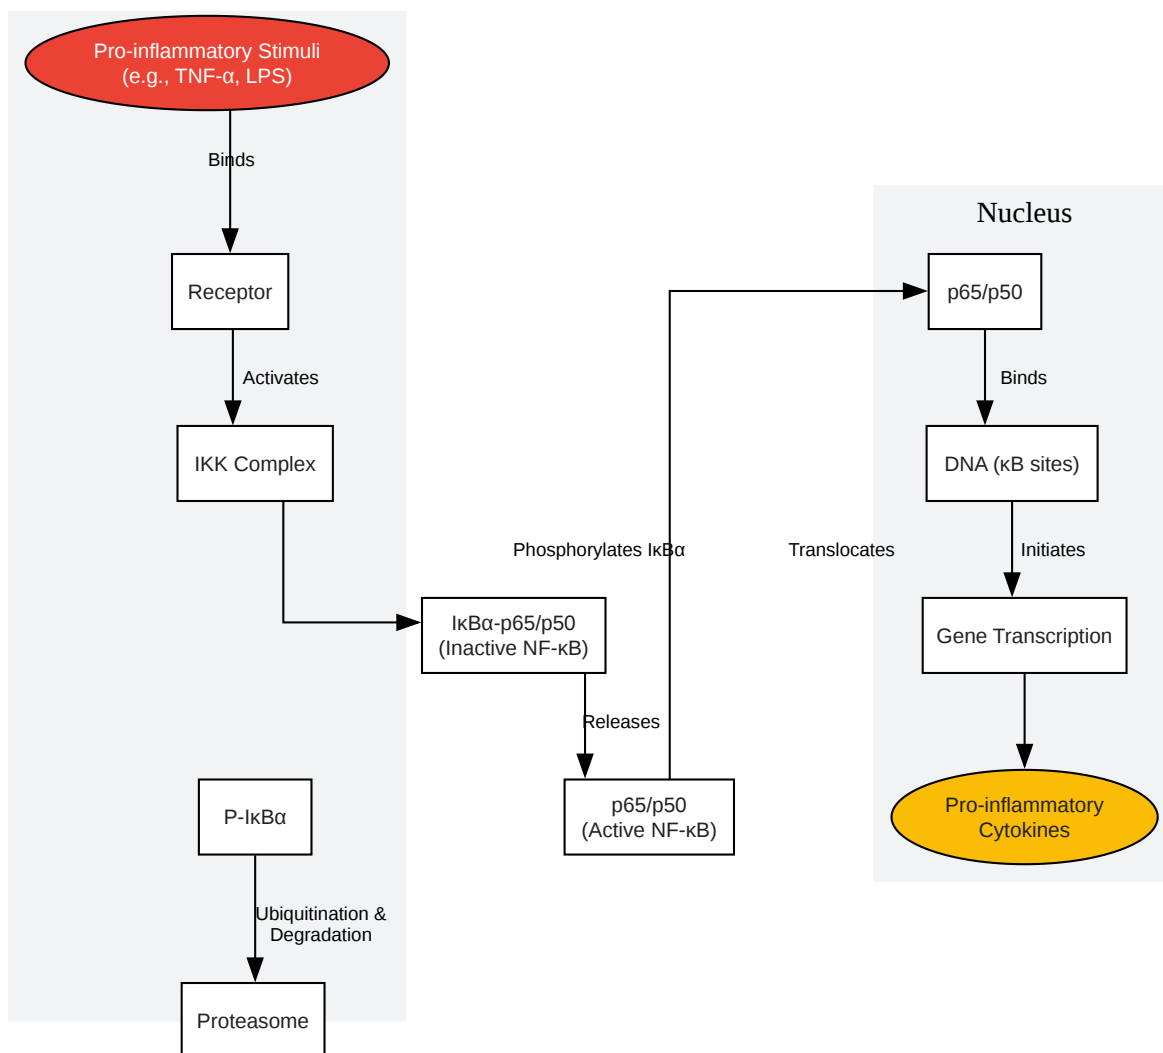 Pro-inflammatory Stimuli
(e.g., TNF-α, LPS)
Binds
Receptor
Activates
IKK Complex
Phosphorylates IκBα
IκBα-p65/p50
(Inactive NF-κB)
Releases
p65/p50
(Active NF-κB)
P-IκBα
Ubiquitination &
Degradation
Proteasome
Translocates
Nucleus
p65/p50
Binds
DNA (κB sites)
Initiates
Gene Transcription
Pro-inflammatory
Cytokines